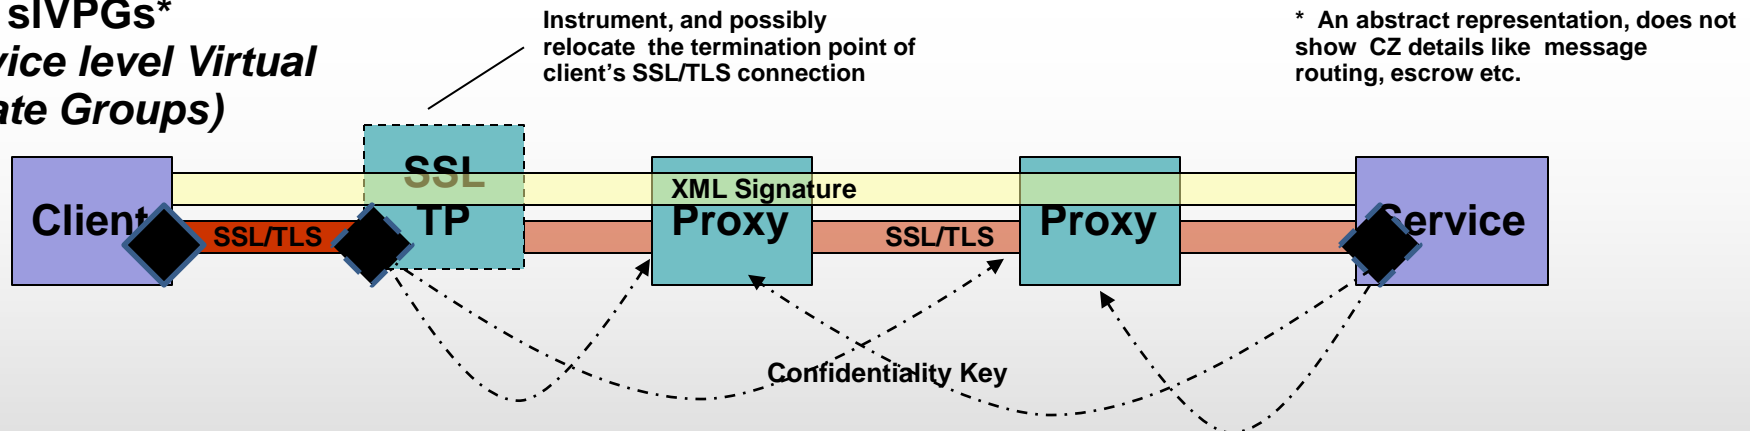 slVPGs*
vice level Virtual
ate Groups)
Instrument, and possibly
relocate the termination point of
client's SSL/TLS connection
* An abstract representation, does not
show CZ details like message
routing, escrow etc.
Client
SSL
TP
XML Signature
Proxy
Proxy
Service
SSL/TLS
SSL/TLS
Confidentiality Key